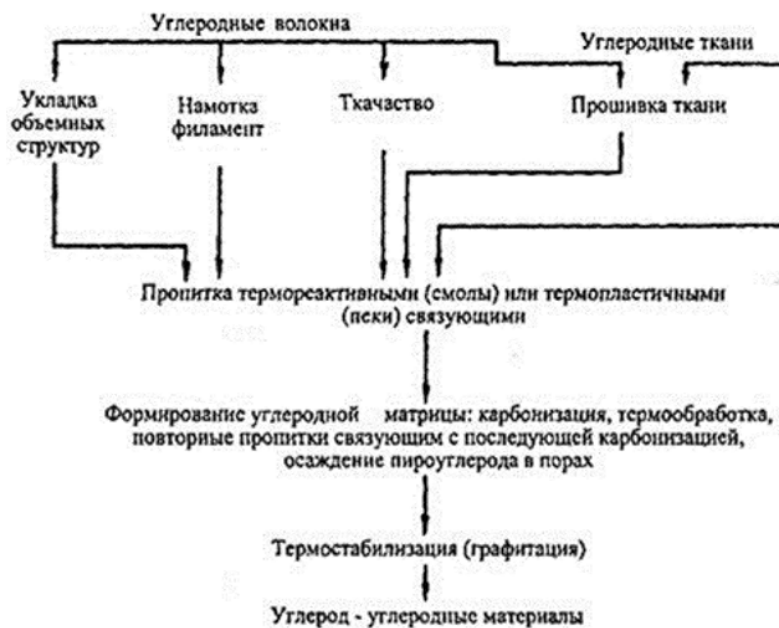 Углеродные волокна
Углеродные ткани
Укладка
объемных
структур
Намотка
филамент
Ткачество
Прошивка ткани
Пропитка термореактивными (смолы) или термопластичными
(пеки) связующими
Формирование углеродной матрицы: карбонизация, термообработка,
повторные пропитки связующим с последующей карбонизацией,
осаждение пироуглерода в порах
Термостабилизация (графитация)
Углерод - углеродные материалы